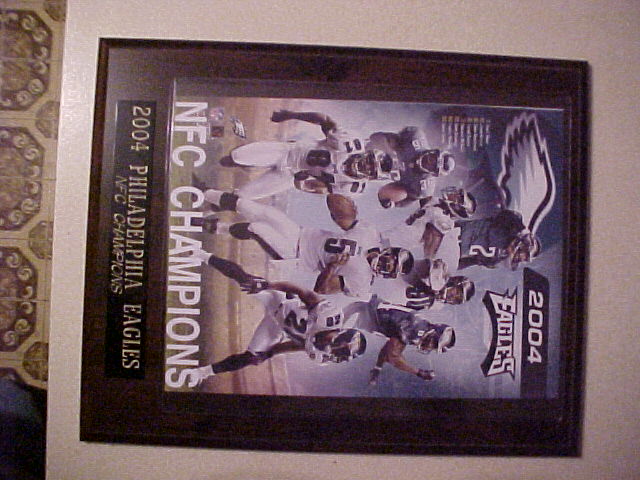 2004
EAGLES
NFC CHAMPIONS
2004 PHILADELPHIA EAGLES
NFC CHAMPIONS